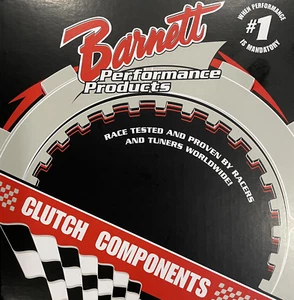 Barnett
Performance
Products
WHEN PERFORMANCE
#1
IS MANDATORY
RACE TESTED AND PROVEN BY RACERS
AND TUNERS WORLDWIDE!
CLUTCH COMPONENTS